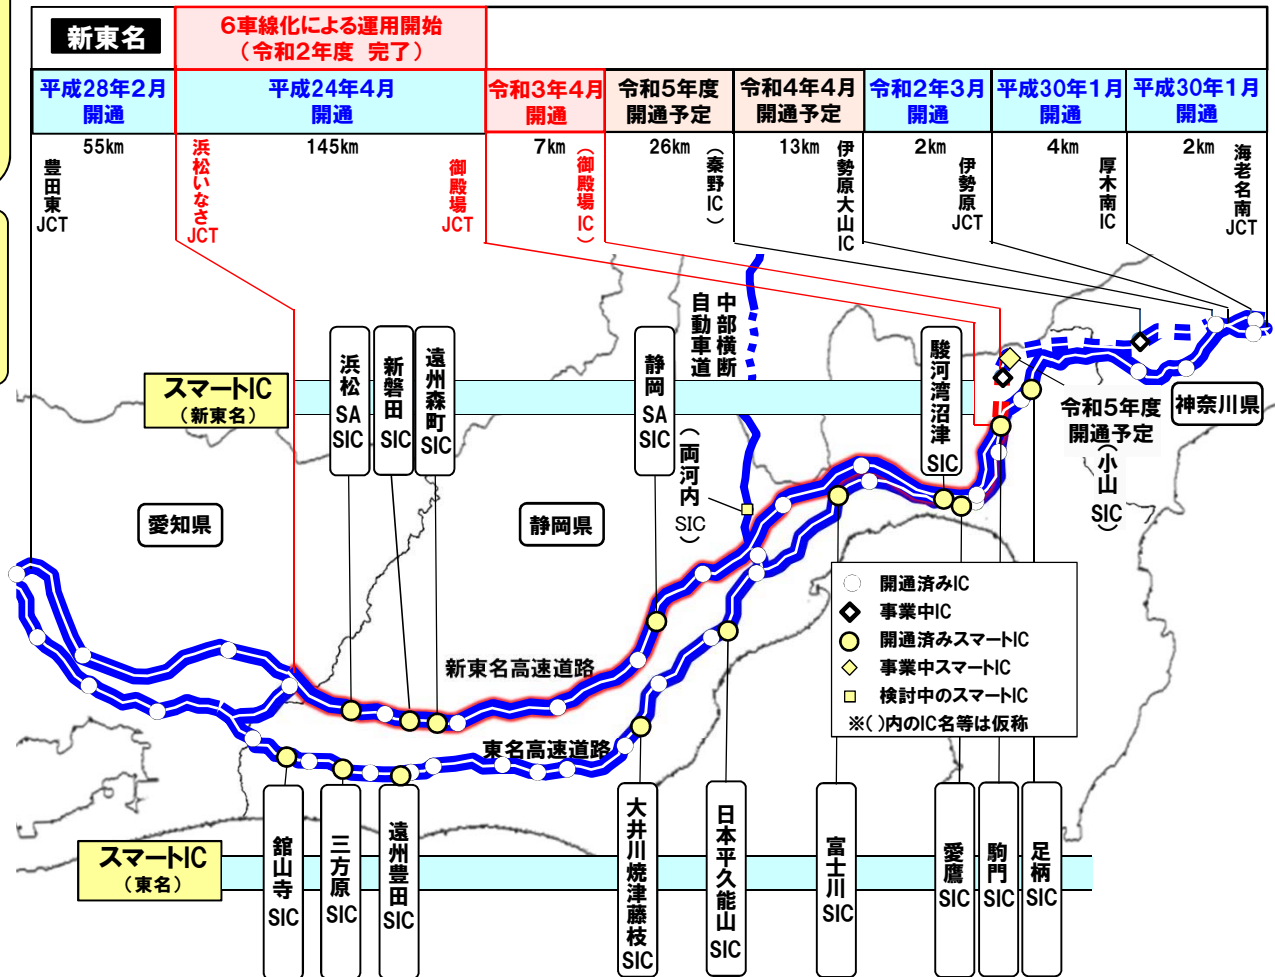 新東名
6車線化による運用開始
(令和2年度 完了)
平成28年2月
開通
平成24年4月
開通
令和3年4月
開通
令和5年度
開通予定
令和4年4月
開通予定
令和2年3月
開通
平成30年1月
開通
平成30年1月
開通
55km
145km
7km
26km
13km
2km
4km
2km
豊田東JCT
浜松いなさJCT
御殿場JCT
(御殿場IC)
(秦野IC)
伊勢原大山IC
伊勢原JCT
厚木南IC
海老名南JCT
中部横断
自動車道
スマートIC
(新東名)
浜松SA SIC
新磐田SIC
遠州森町SIC
静岡SA SIC
(両河内SIC)
駿河湾沼津SIC
令和5年度
開通予定
(小山SIC)
神奈川県
愛知県
静岡県
新東名高速道路
東名高速道路
開通済みIC
事業中IC
開通済みスマートIC
事業中スマートIC
検討中のスマートIC
※( )内のIC名等は仮称
スマートIC
(東名)
舘山寺SIC
三方原SIC
遠州豊田SIC
大井川焼津藤枝SIC
日本平久能山SIC
富士川SIC
愛鷹SIC
駒門SIC
足柄SIC